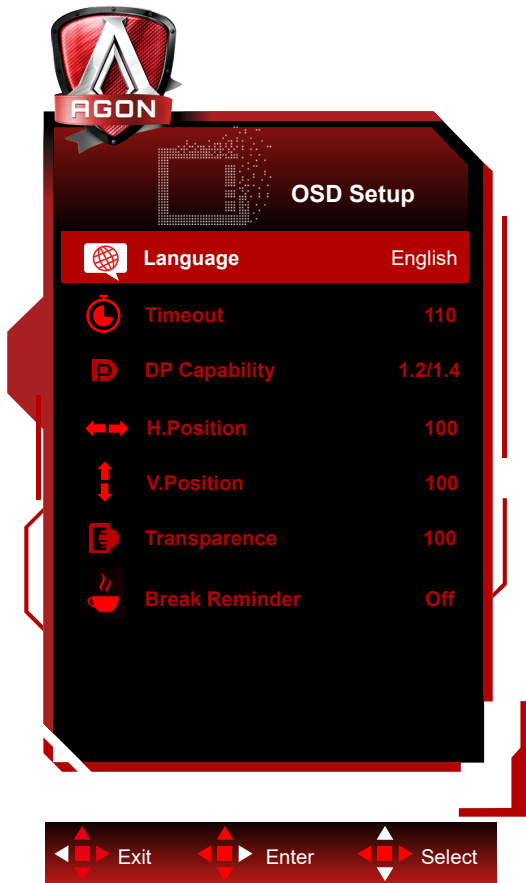 AGON
OSD Setup
Language English
Timeout 110
DP Capability 1.2/1.4
H.Position 100
V.Position 100
Transparence 100
Break Reminder Off
Exit Enter Select